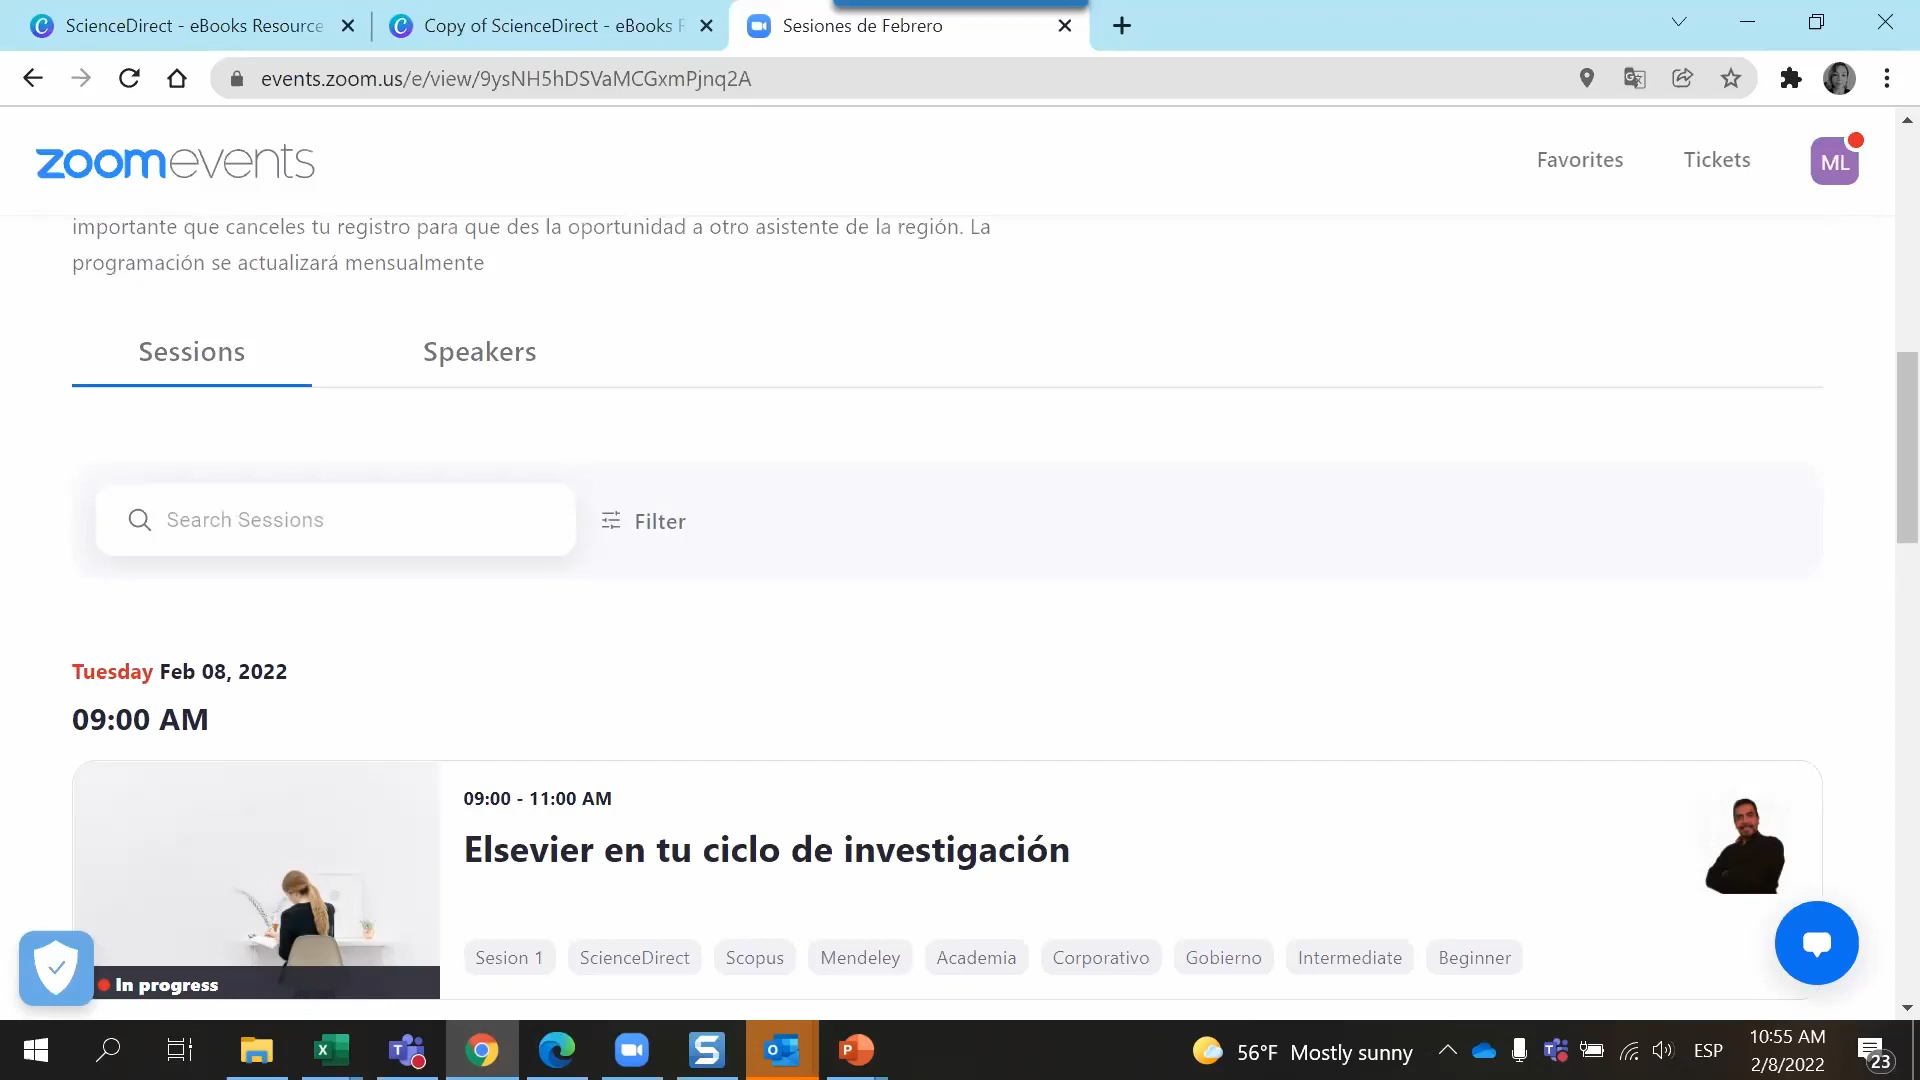 ScienceDirect - eBooks Resource
Copy of ScienceDirect - eBooks
Sesiones de Febrero
events.zoom.us/e/view/9ysNH5hDSVaMCGxmPjnq2A
zoomevents
Favorites
Tickets
ML
importante que canceles tu registro para que des la oportunidad a otro asistente de la región. La
programación se actualizará mensualmente
Sessions
Speakers
Search Sessions
Filter
Tuesday Feb 08, 2022
09:00 AM
09:00 - 11:00 AM
Elsevier en tu ciclo de investigación
Sesion 1
ScienceDirect
Scopus
Mendeley
Academia
Corporativo
Gobierno
Intermediate
Beginner
In progress
56°F Mostly sunny
ESP
10:55 AM
2/8/2022
23